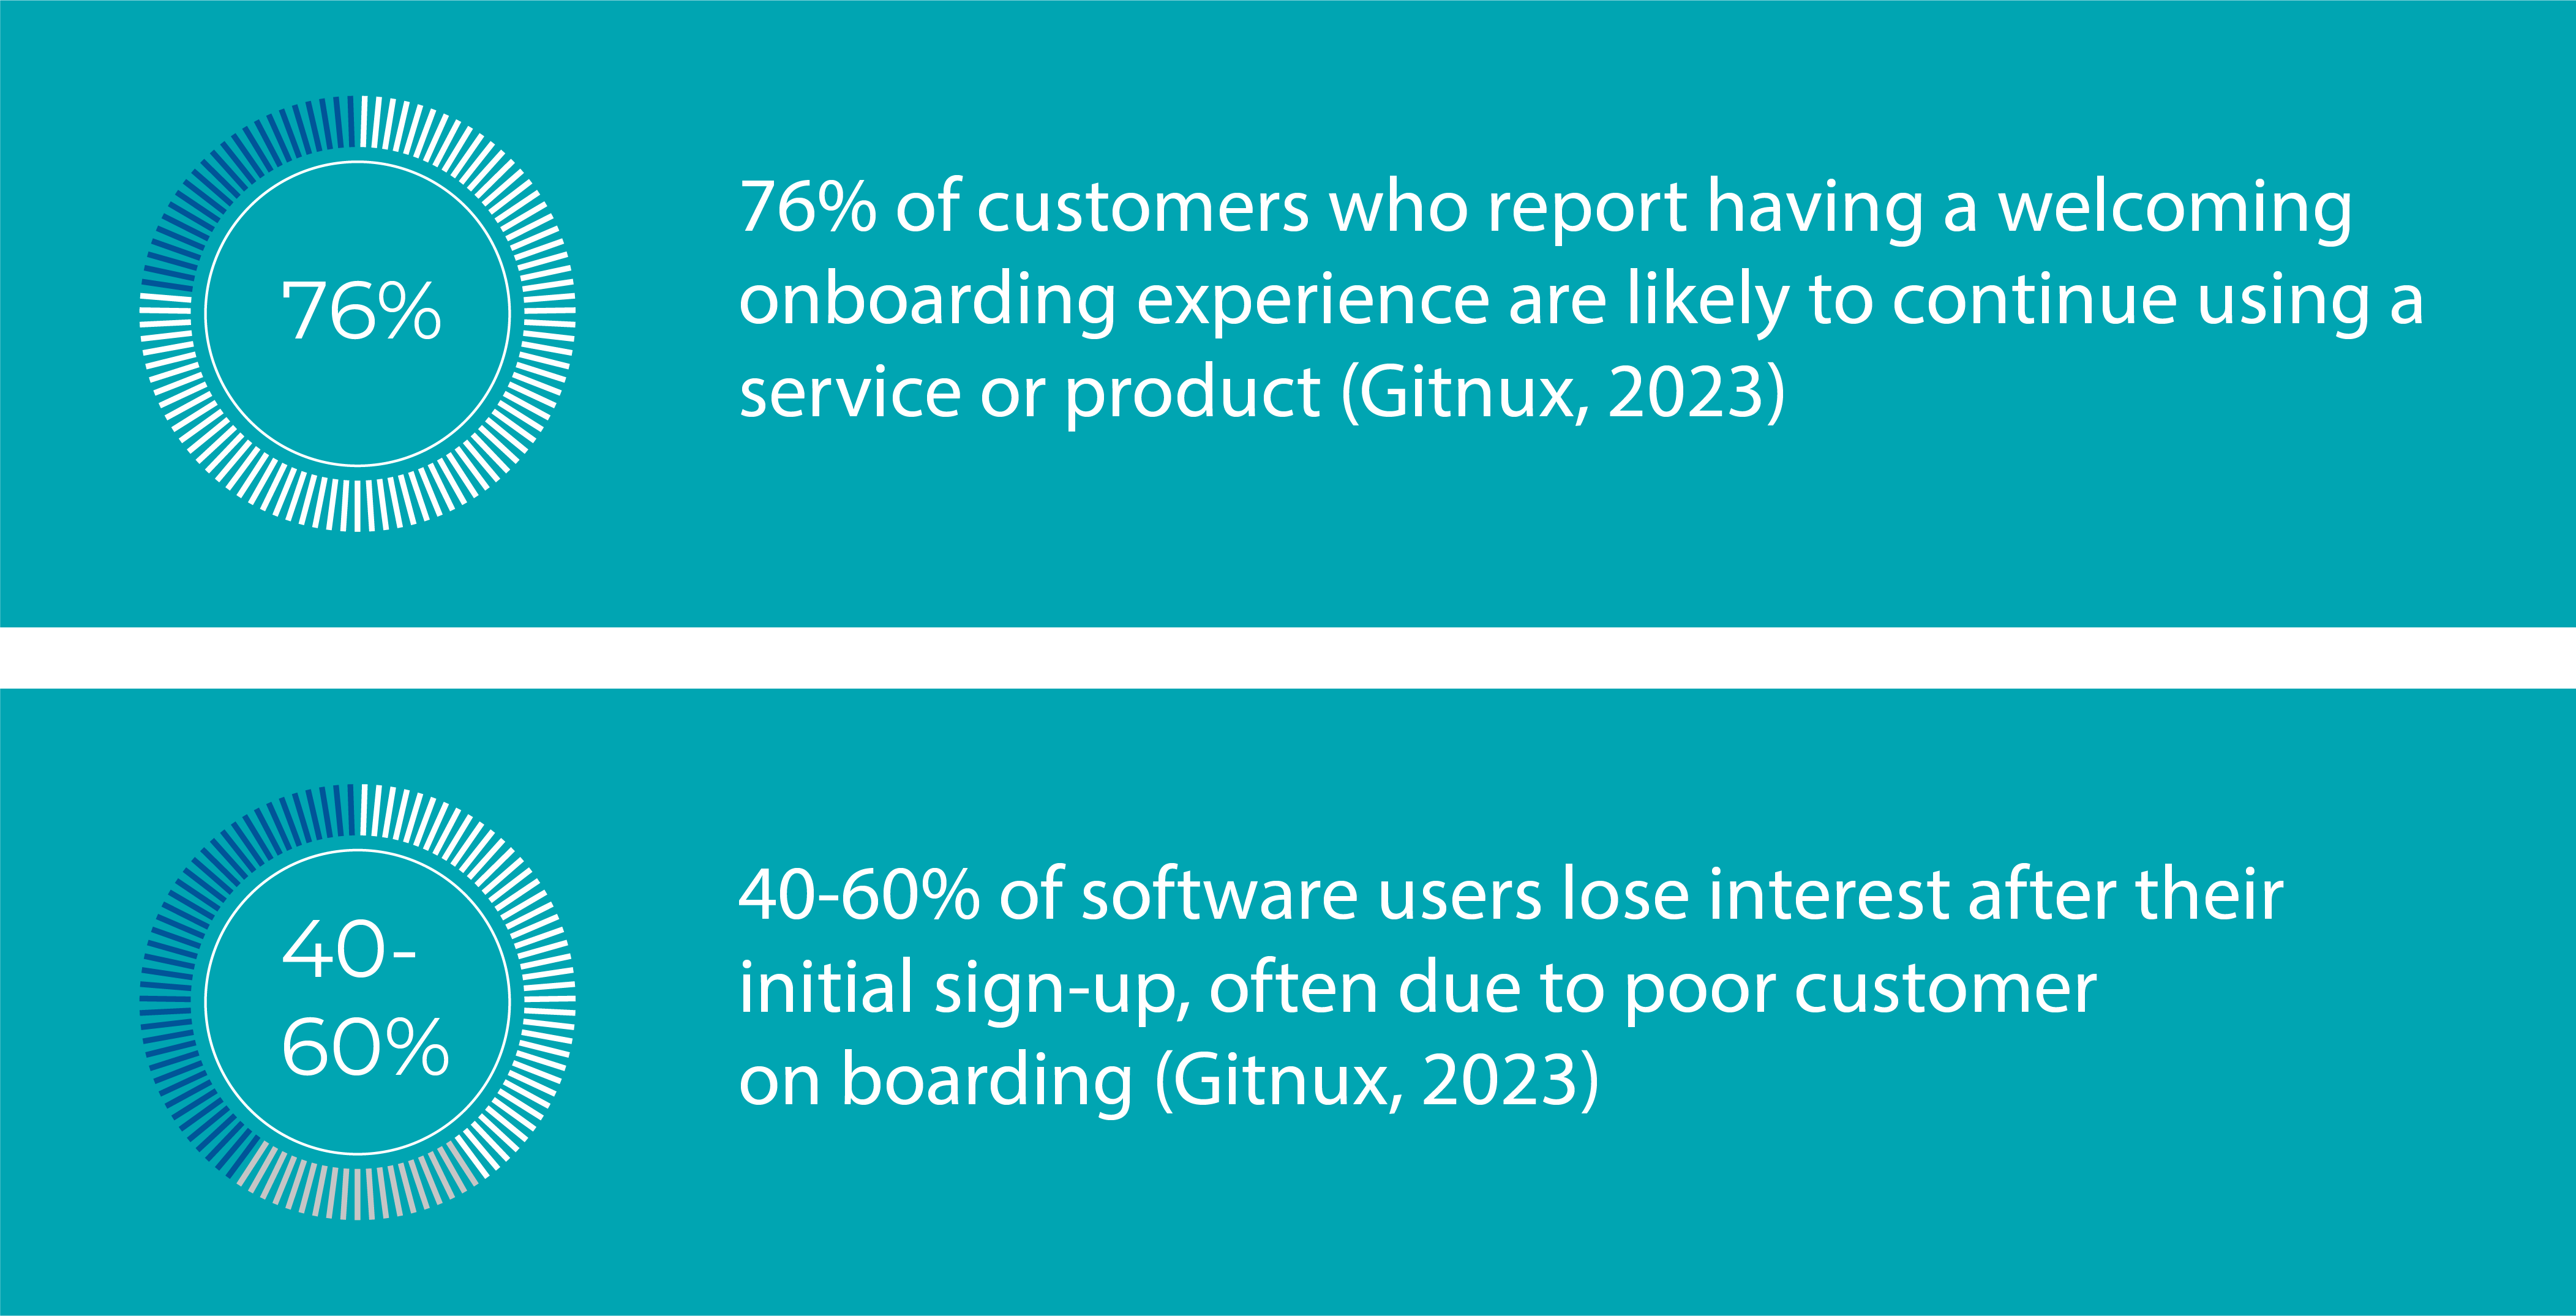 76%
76% of customers who report having a welcoming
onboarding experience are likely to continue using a
service or product (Gitnux, 2023)
40-
60%
40-60% of software users lose interest after their
initial sign-up, often due to poor customer
on boarding (Gitnux, 2023)